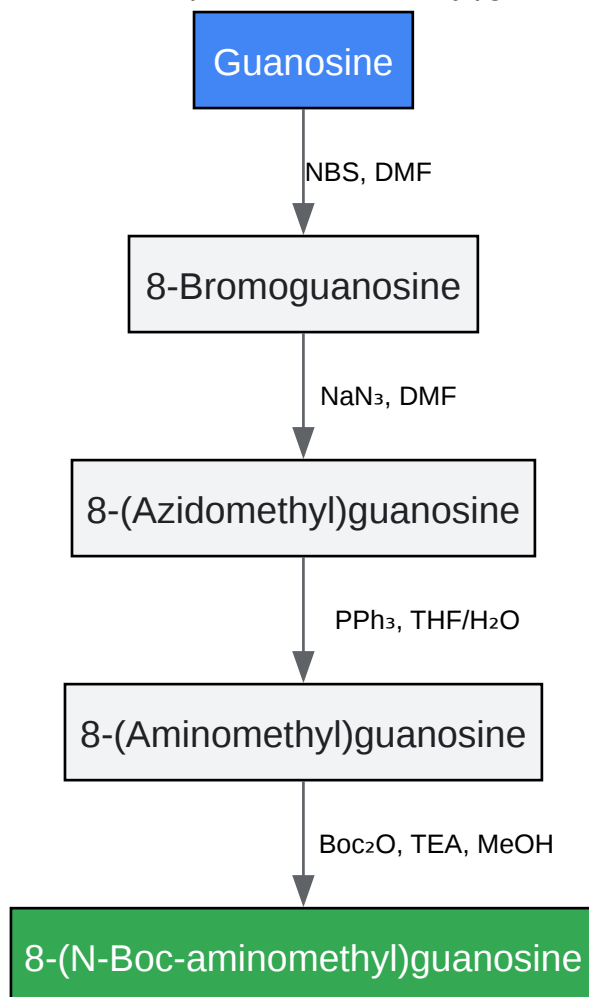 Guanosine
NBS, DMF
8-Bromoguanosine
NaN₃, DMF
8-(Azidomethyl)guanosine
PPh₃, THF/H₂O
8-(Aminomethyl)guanosine
Boc₂O, TEA, MeOH
8-(N-Boc-aminomethyl)guanosine